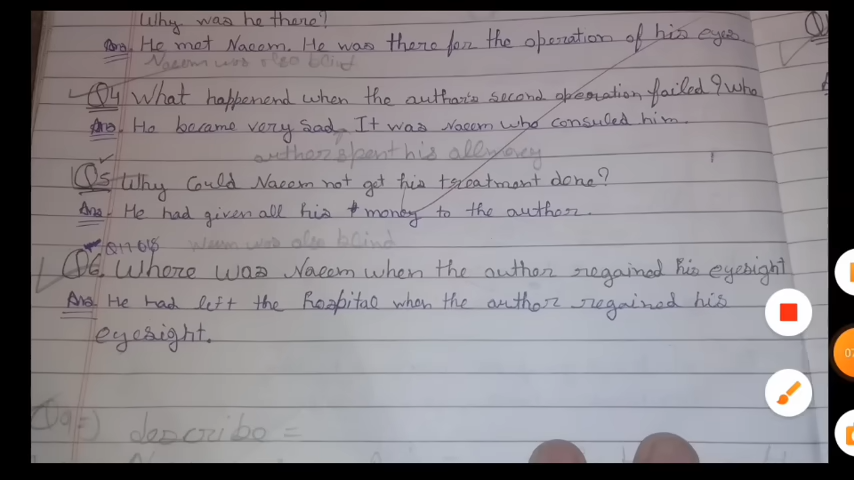 Why was he there?
Ans. He met Naeem. He was there for the operation of his eyes.
Naeem was also blind
Q4 What happenend when the author's second operation failed? Who
Ans. He became very sad. It was Naeem who consuled him.
author spent his all money
Q5 Why Could Naeem not get his treatment done?
Ans. He had given all his money to the author.
was also blind
Q6. Where was Naeem when the author regained his eyesight
Ans. He had left the hospital when the author regained his
eyesight.
describe =
07